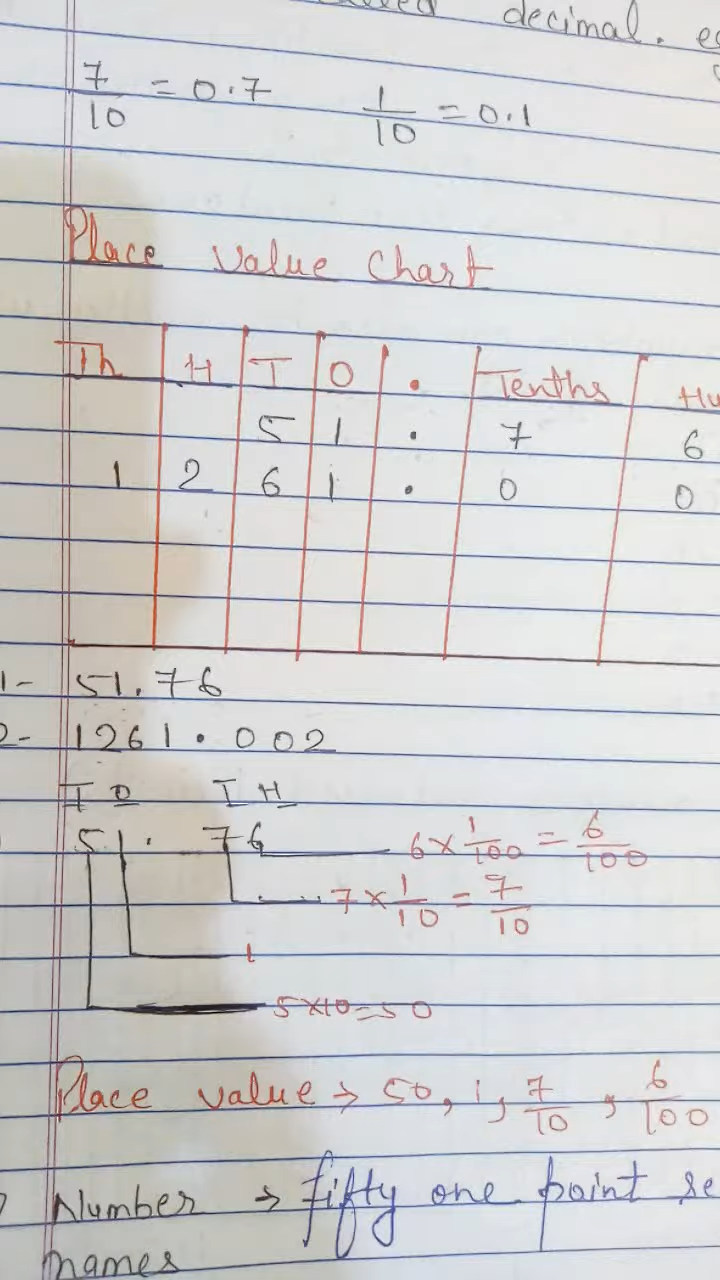 decimal.
7/10 = 0.7 1/10 = 0.1
Place value chart
Th H T O . Tenths Hu
5 1 . 7 6
1 2 6 1 . 0 0
1- 51.76
2- 1261.002
T O T H
51. 76 6 × 1/100 = 6/100
7 × 1/10 = 7/10
1
5×10=50
Place value → 50, 1, 7/10, 6/100
Number → fifty one point se
names